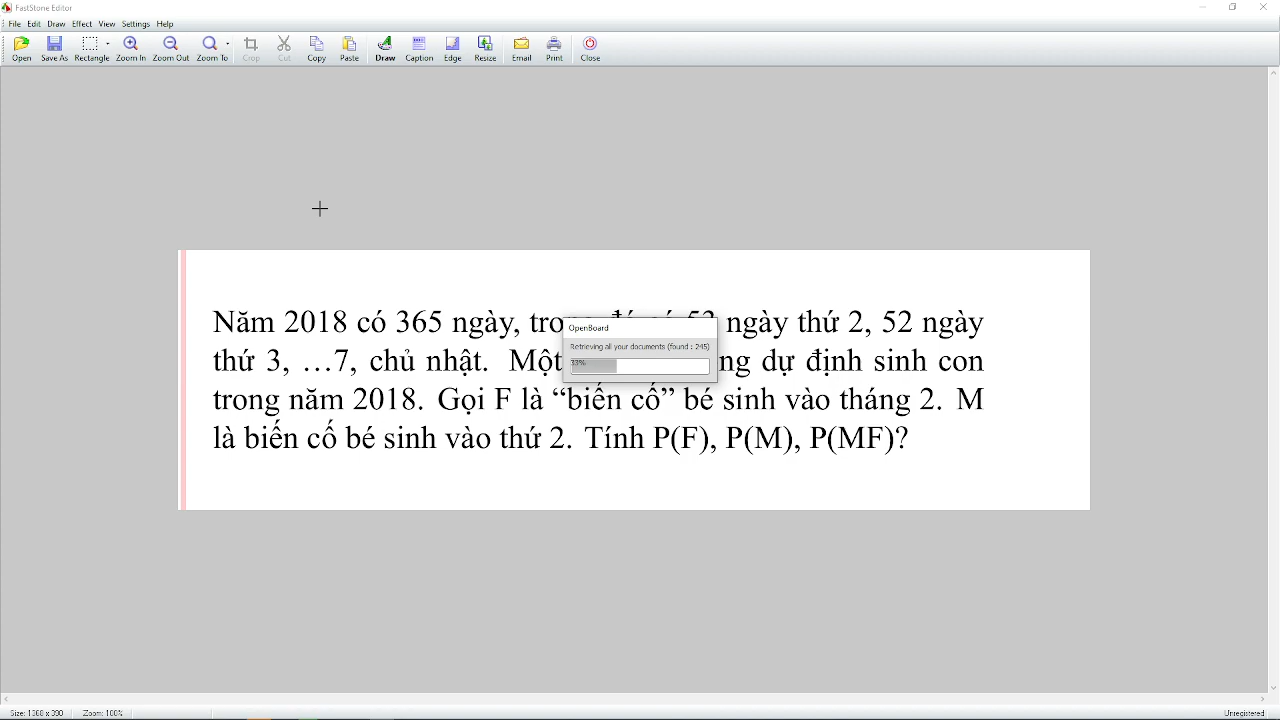 FastStone Editor
File Edit Draw Effect View Settings Help
Open Save As Rectangle Zoom In Zoom Out Zoom To Crop Cut Copy Paste Draw Caption Edge Resize Email Print Close
Năm 2018 có 365 ngày, 53 ngày thứ 2, 52 ngày
OpenBoard
Retrieving all your documents (found : 245)
33%
thứ 3, …7, chủ nhật. Một dự định sinh con
trong năm 2018. Gọi F là “biến cố” bé sinh vào tháng 2. M
là biến cố bé sinh vào thứ 2. Tính P(F), P(M), P(MF)?
Size: 1368 x 390 Zoom: 100% Unregistered